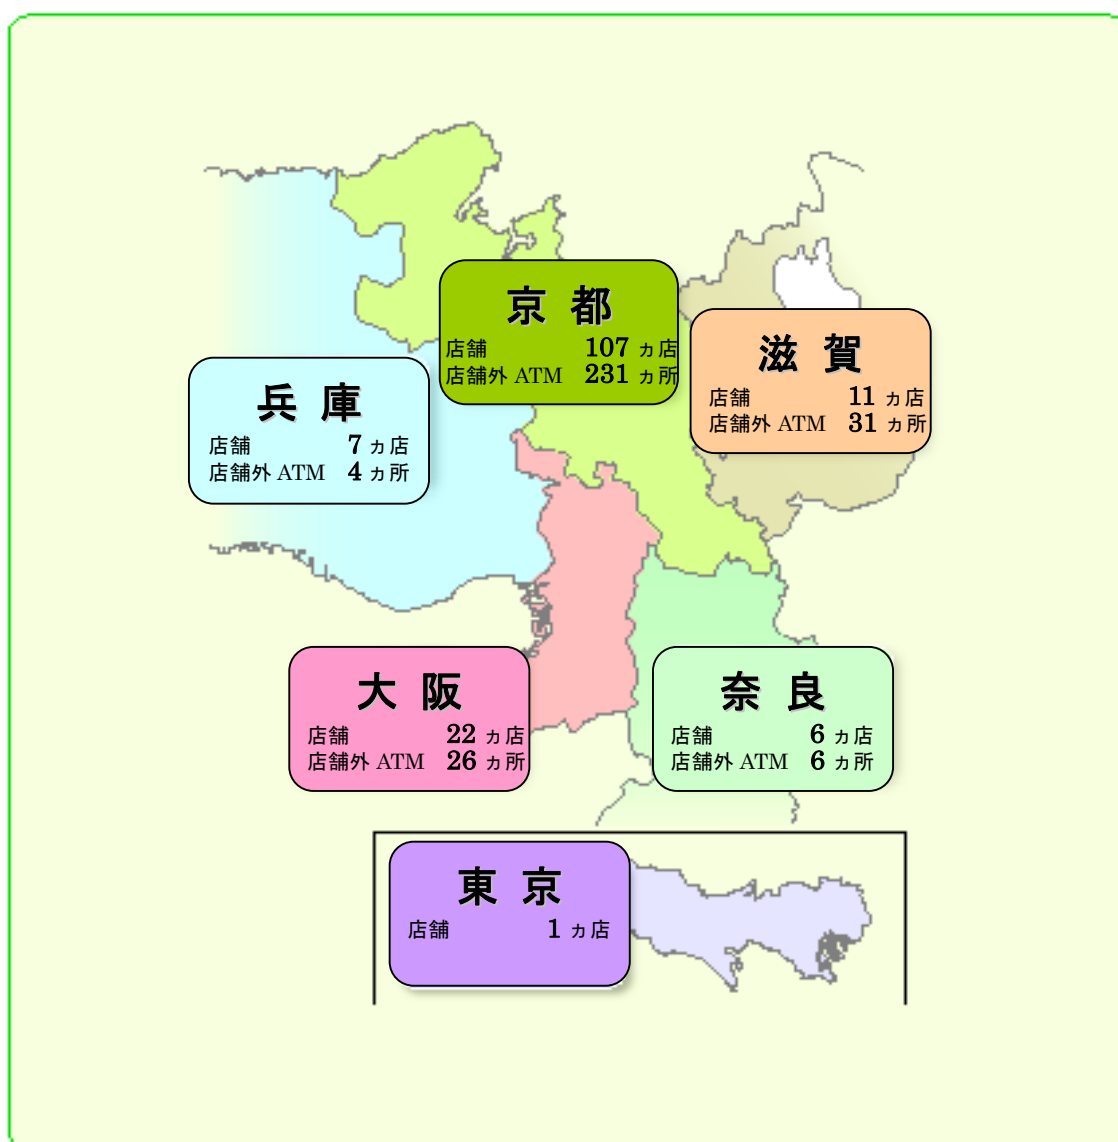 京都
店舗 107 ヵ店
店舗外 ATM 231 ヵ所
滋賀
店舗 11 ヵ店
店舗外 ATM 31 ヵ所
兵庫
店舗 7 ヵ店
店舗外 ATM 4 ヵ所
大阪
店舗 22 ヵ店
店舗外 ATM 26 ヵ所
奈良
店舗 6 ヵ店
店舗外 ATM 6 ヵ所
東京
店舗 1 ヵ店